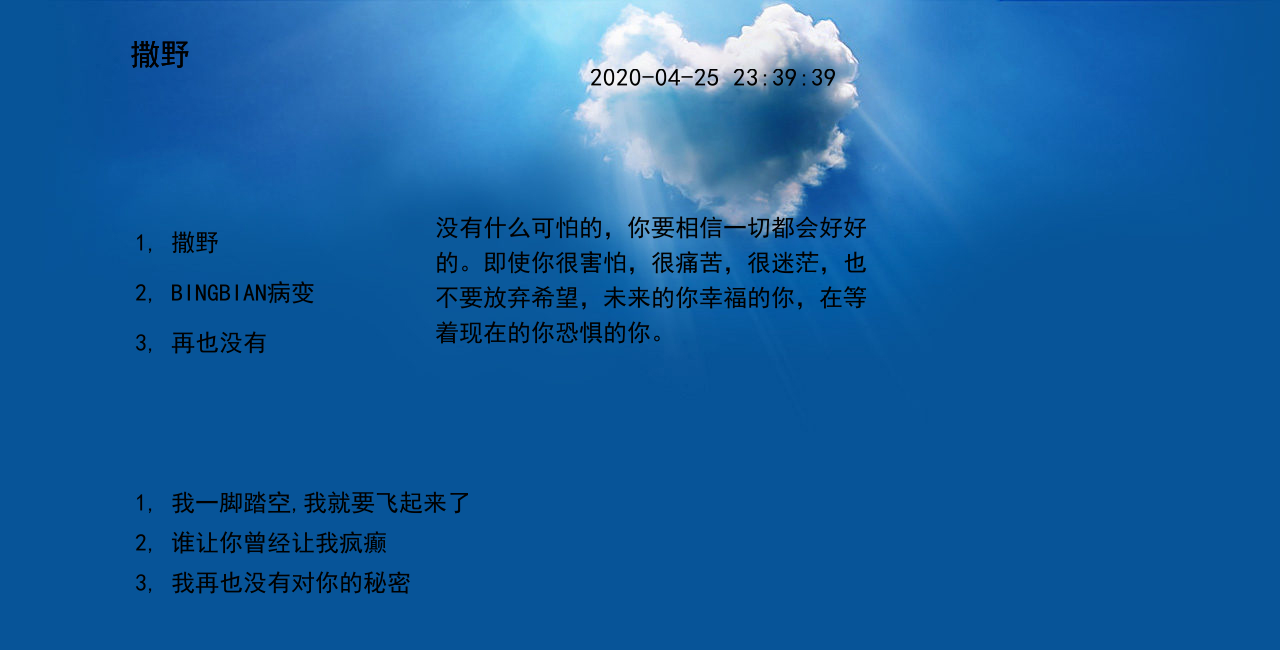 撒野
2020-04-25 23:39:39
没有什么可怕的，你要相信一切都会好好
的。即使你很害怕，很痛苦，很迷茫，也
不要放弃希望，未来的你幸福的你，在等
着现在的你恐惧的你。
1, 撒野
2, BINGBIAN病变
3, 再也没有
1, 我一脚踏空,我就要飞起来了
2, 谁让你曾经让我疯癫
3, 我再也没有对你的秘密